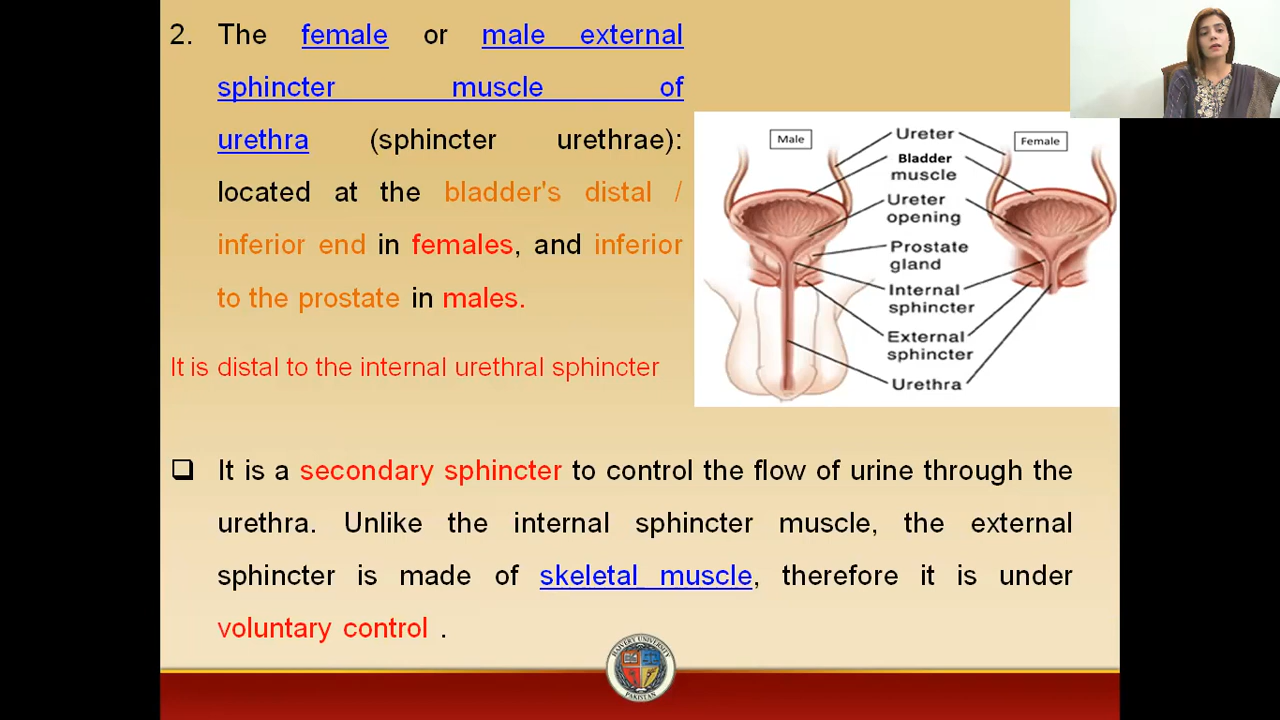 2. The female or male external
sphincter muscle of
urethra (sphincter urethrae):
located at the bladder's distal /
inferior end in females, and inferior
to the prostate in males.
It is distal to the internal urethral sphincter
Male
Female
Ureter
Bladder
muscle
Ureter
opening
Prostate
gland
Internal
sphincter
External
sphincter
Urethra
It is a secondary sphincter to control the flow of urine through the
urethra. Unlike the internal sphincter muscle, the external
sphincter is made of skeletal muscle, therefore it is under
voluntary control .
PAKISTAN